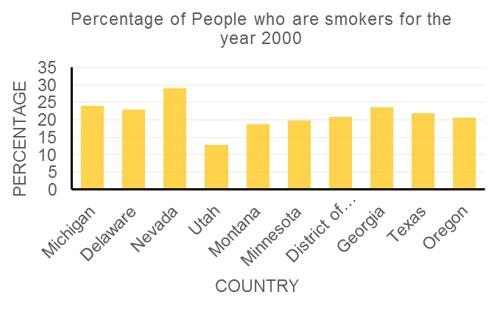 Percentage of People who are smokers for the
year 2000
PERCENTAGE
35
30
25
20
15
10
5
0
Michigan
Delaware
Nevada
Utah
Montana
Minnesota
District of...
Georgia
Texas
Oregon
COUNTRY